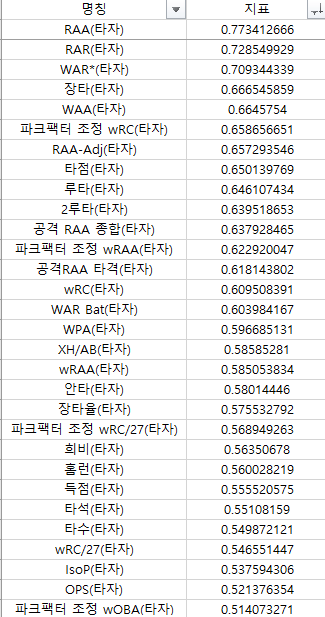 명칭 지표
RAA(타자) 0.773412666
RAR(타자) 0.728549929
WAR*(타자) 0.709344339
장타(타자) 0.666545859
WAA(타자) 0.6645754
파크팩터 조정 wRC(타자) 0.658656651
RAA-Adj(타자) 0.657293546
타점(타자) 0.650139769
루타(타자) 0.646107434
2루타(타자) 0.639518653
공격 RAA 종합(타자) 0.637928465
파크팩터 조정 wRAA(타자) 0.622920047
공격RAA 타격(타자) 0.618143802
wRC(타자) 0.609508391
WAR Bat(타자) 0.603984167
WPA(타자) 0.596685131
XH/AB(타자) 0.58585281
wRAA(타자) 0.585053834
안타(타자) 0.58014446
장타율(타자) 0.575532792
파크팩터 조정 wRC/27(타자) 0.568949263
희비(타자) 0.56350678
홈런(타자) 0.560028219
득점(타자) 0.555520575
타석(타자) 0.55108159
타수(타자) 0.549872121
wRC/27(타자) 0.546551447
IsoP(타자) 0.537594306
OPS(타자) 0.521376354
파크팩터 조정 wOBA(타자) 0.514073271